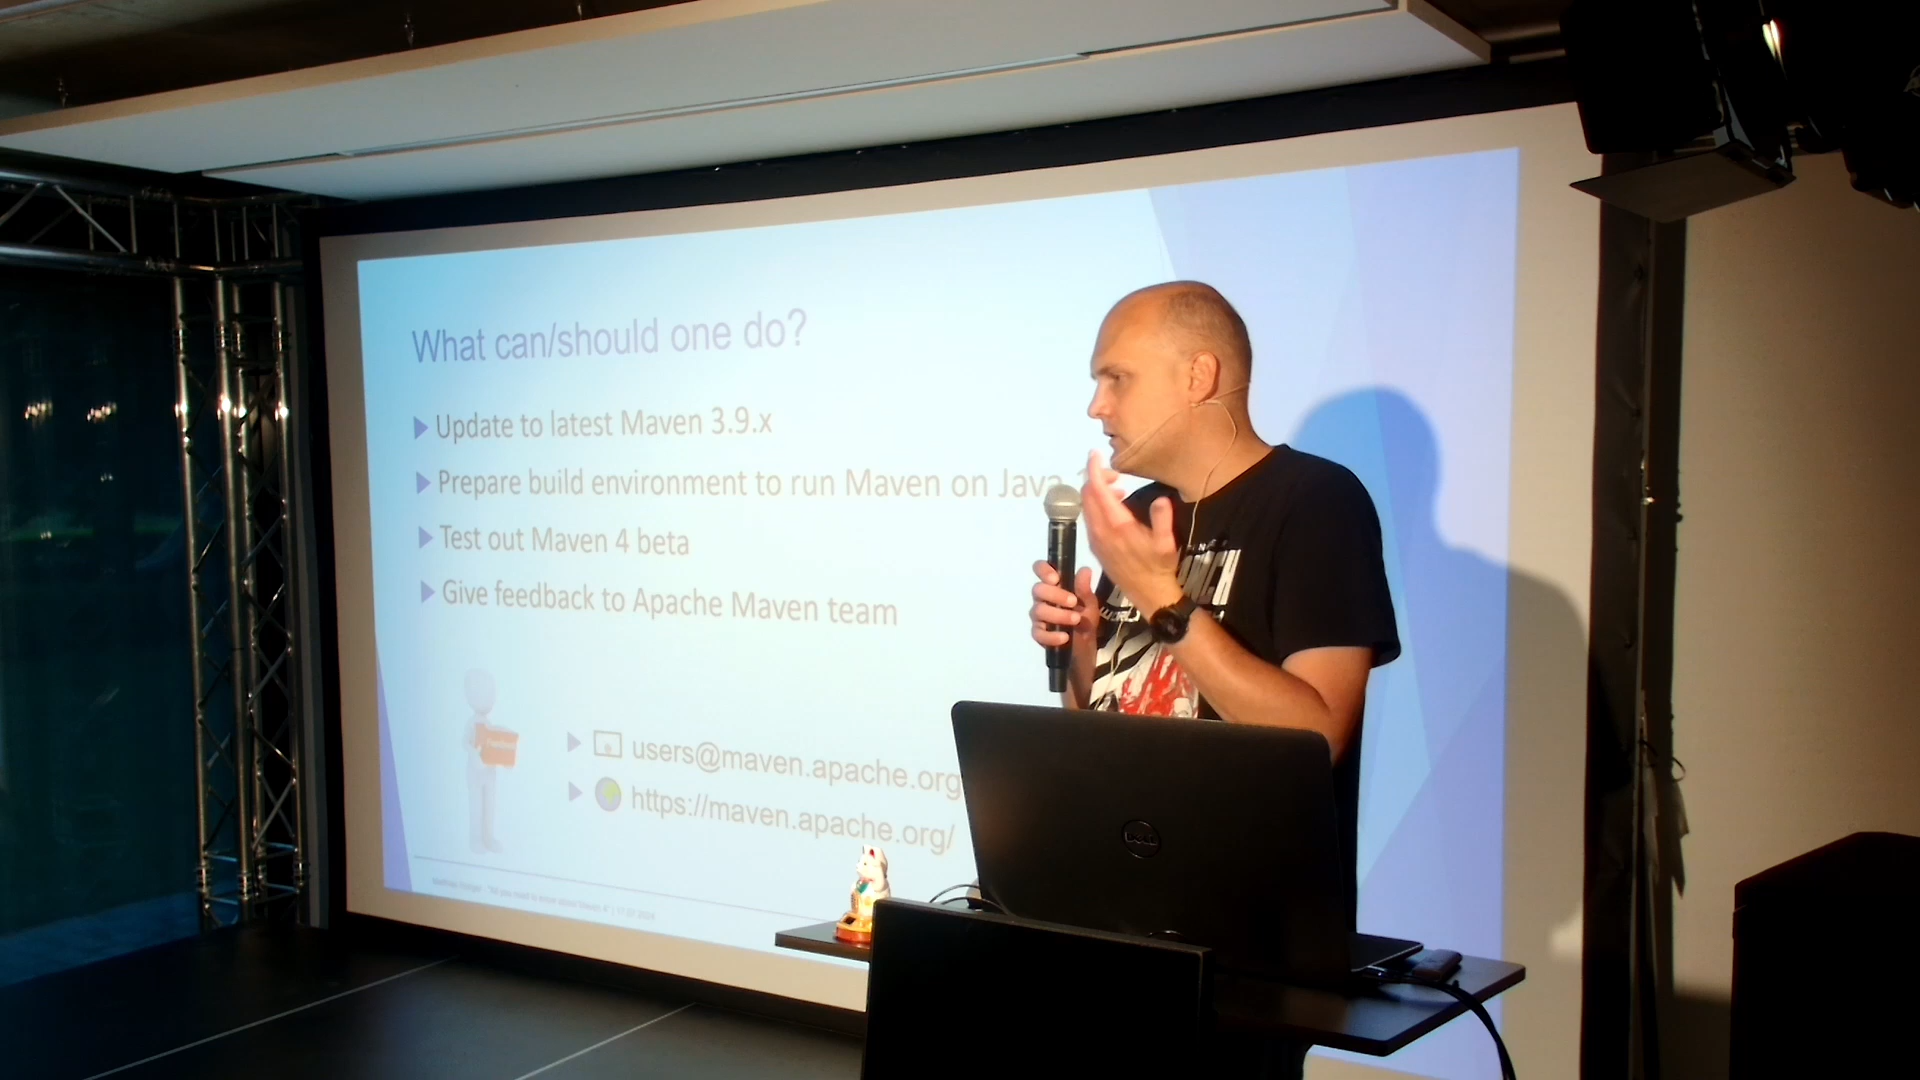 What can/should one do?
Update to latest Maven 3.9.x
Prepare build environment to run Maven on Java
Test out Maven 4 beta
Give feedback to Apache Maven team
users@maven.apache.org
https://maven.apache.org/
DELL